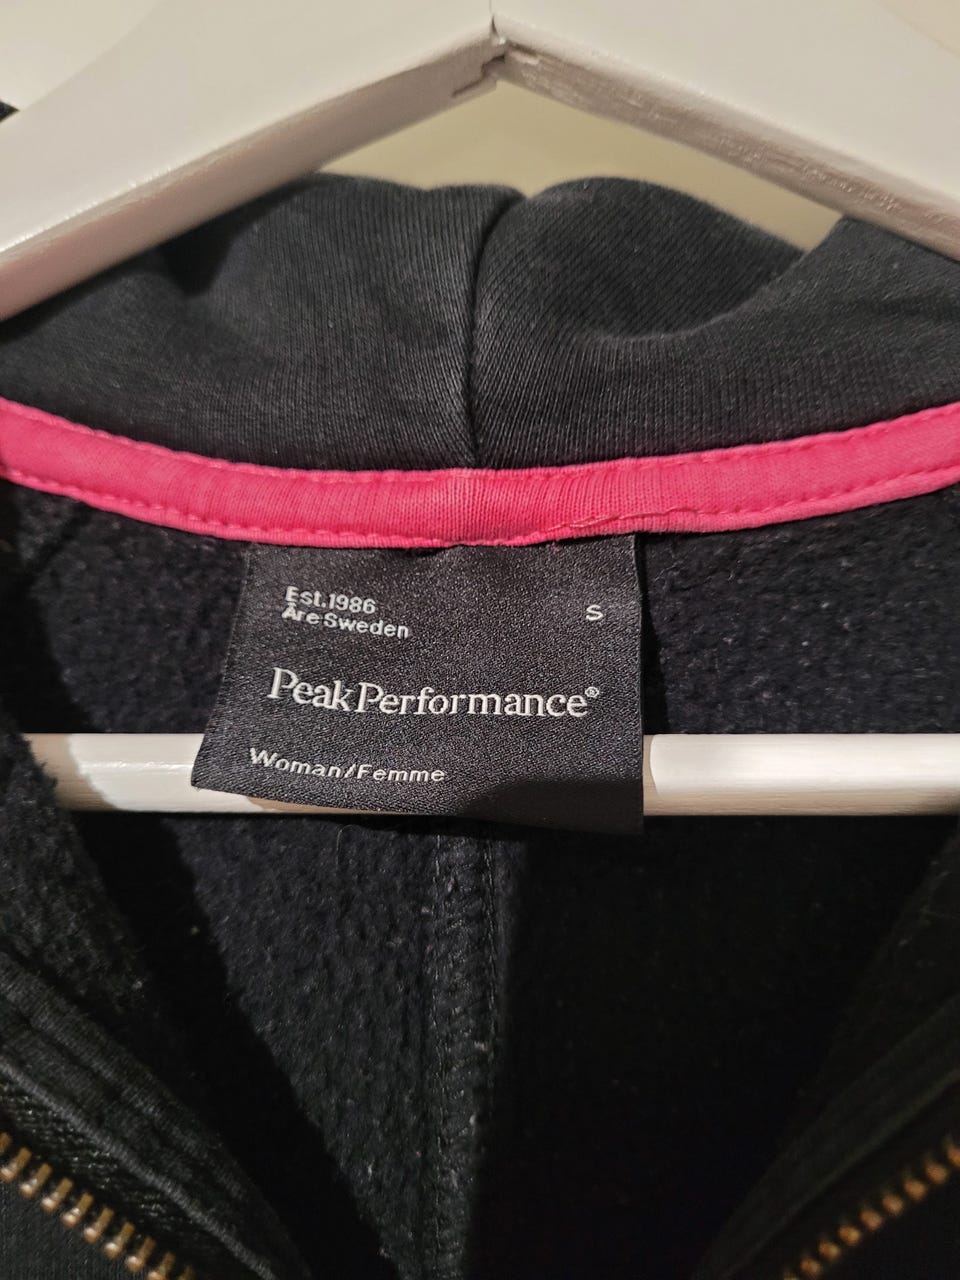 Est.1986
Åre Sweden
S
PeakPerformance®
Woman/Femme